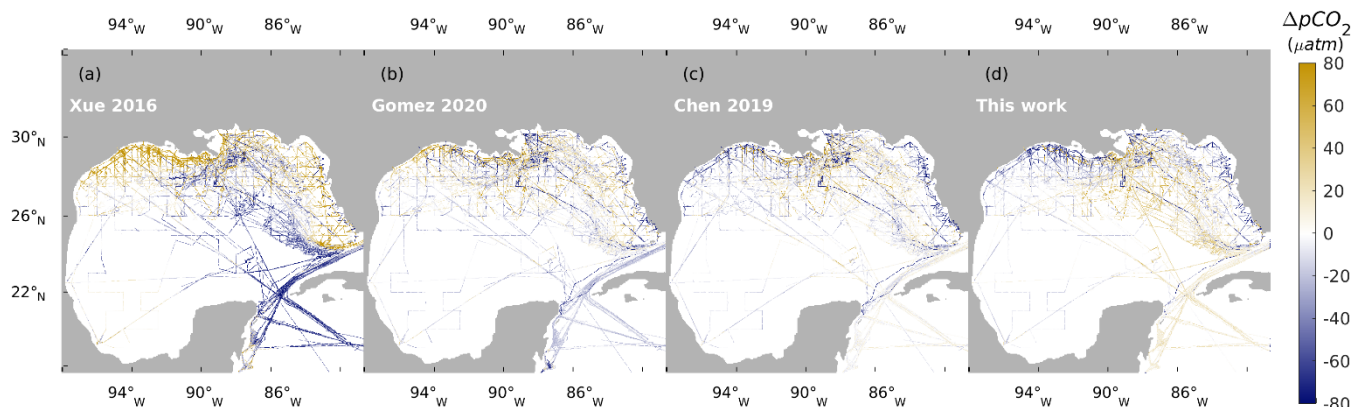 94°W 90°W 86°W 94°W 90°W 86°W 94°W 90°W 86°W 94°W 90°W 86°W
ΔpCO₂
(μatm)
(a) (b) (c) (d)
Xue 2016 Gomez 2020 Chen 2019 This work
30°N
26°N
22°N
80
60
40
20
0
-20
-40
-60
-80
94°W 90°W 86°W 94°W 90°W 86°W 94°W 90°W 86°W 94°W 90°W 86°W